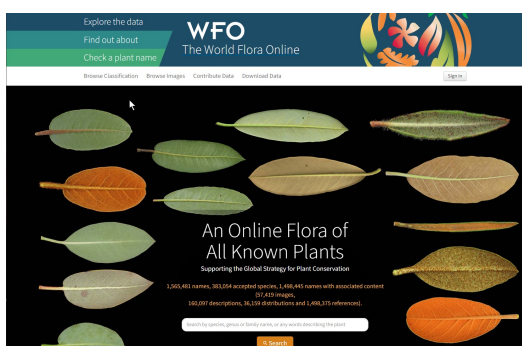 Explore the data
Find out about
Check a plant name
WFO
The World Flora Online
Browse Classification Browse Images Contribute Data Download Data
Sign in
An Online Flora of
All Known Plants
Supporting the Global Strategy for Plant Conservation
1,565,481 names, 383,054 accepted species, 1,498,445 names with associated content
(57,419 images,
160,097 descriptions, 36,159 distributions and 1,498,375 references).
Search by species, genus or family name, or any words describing the plant
Search